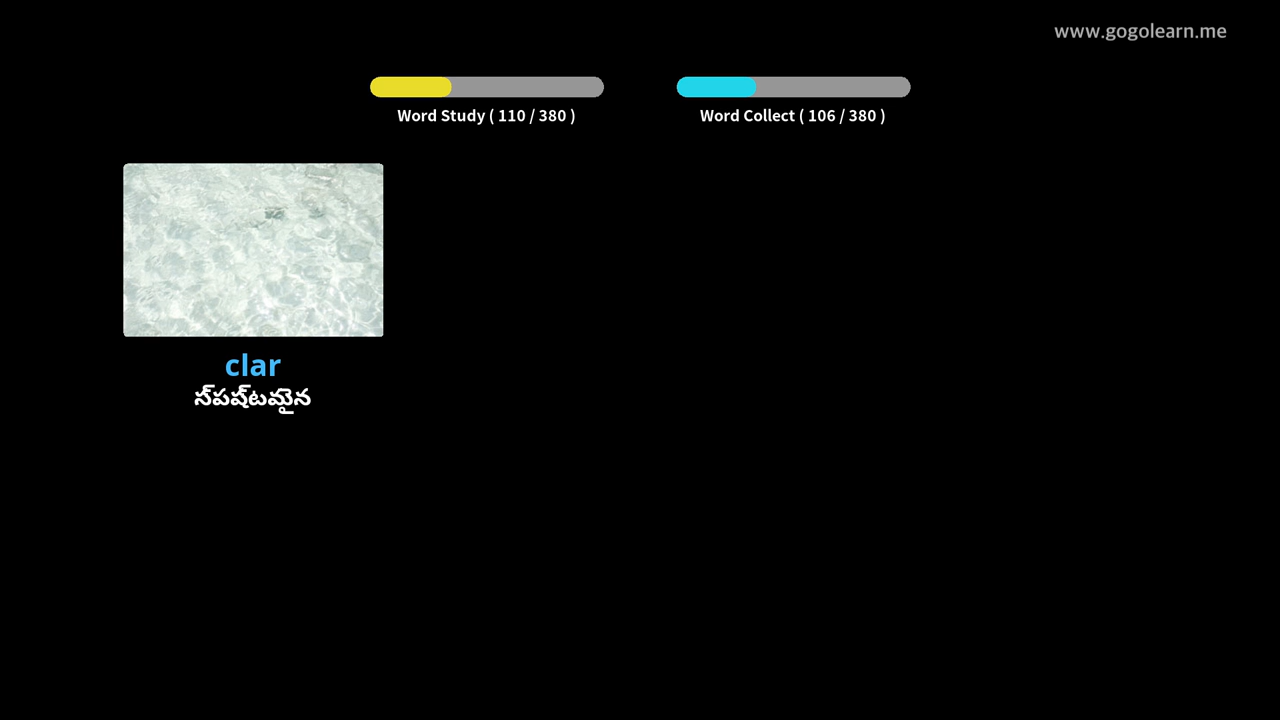 www.gogolearn.me
Word Study ( 110 / 380 )
Word Collect ( 106 / 380 )
clar
స్పష్టమైన